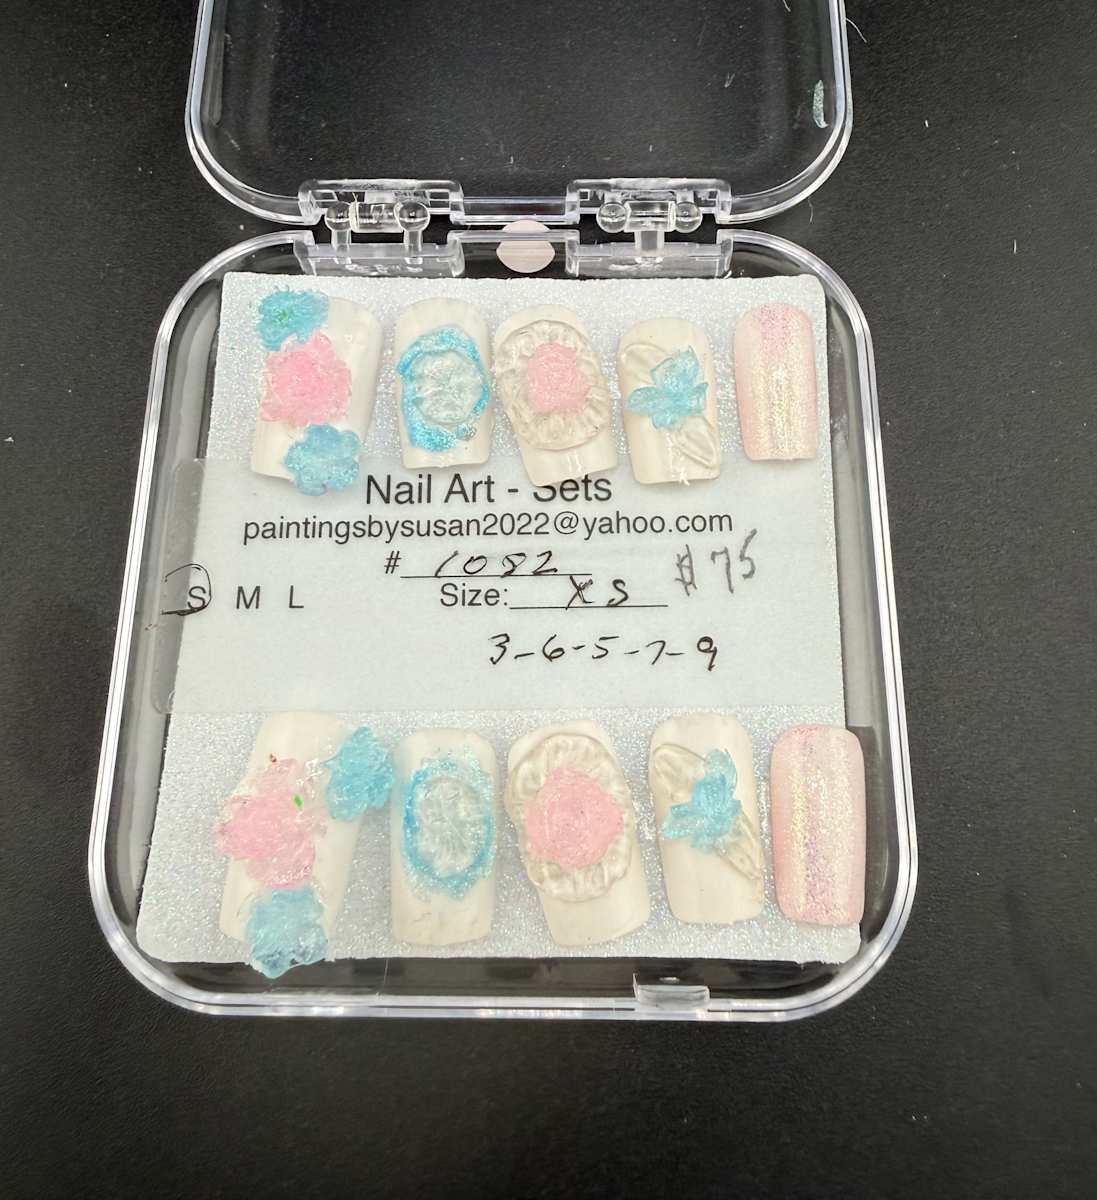 Nail Art - Sets
paintingsbysusan2022@yahoo.com
# 1082 $75
S M L Size: XS
3-6-5-7-9